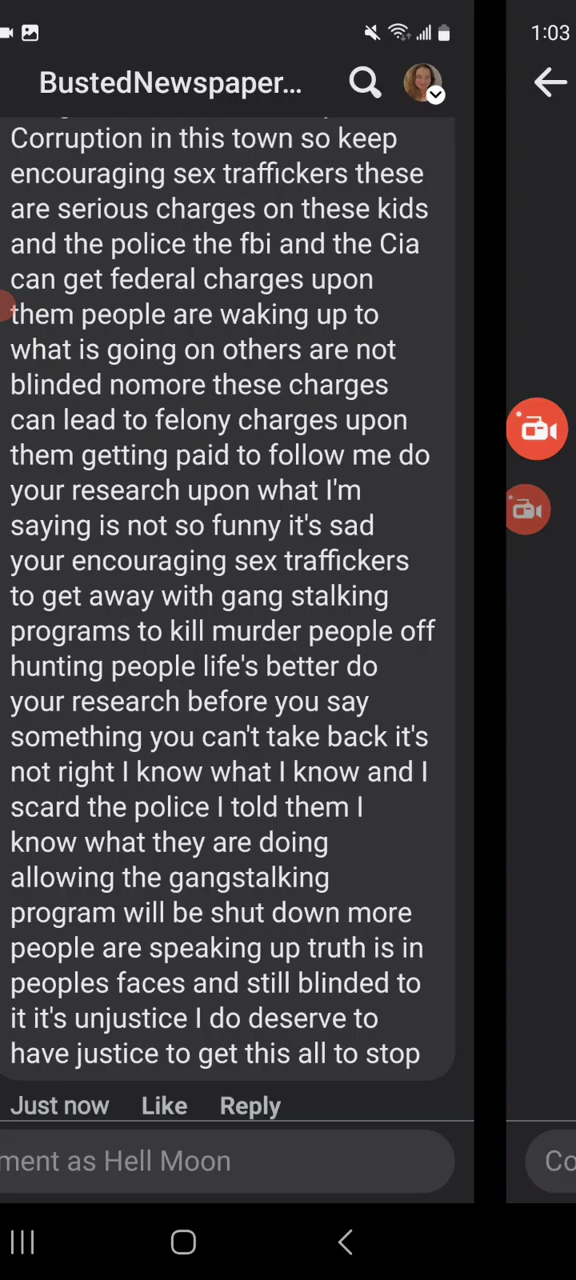 1:03
BustedNewspaper...
Corruption in this town so keep
encouraging sex traffickers these
are serious charges on these kids
and the police the fbi and the Cia
can get federal charges upon
them people are waking up to
what is going on others are not
blinded nomore these charges
can lead to felony charges upon
them getting paid to follow me do
your research upon what I'm
saying is not so funny it's sad
your encouraging sex traffickers
to get away with gang stalking
programs to kill murder people off
hunting people life's better do
your research before you say
something you can't take back it's
not right I know what I know and I
scard the police I told them I
know what they are doing
allowing the gangstalking
program will be shut down more
people are speaking up truth is in
peoples faces and still blinded to
it it's unjustice I do deserve to
have justice to get this all to stop
Just now Like Reply
ment as Hell Moon
Co